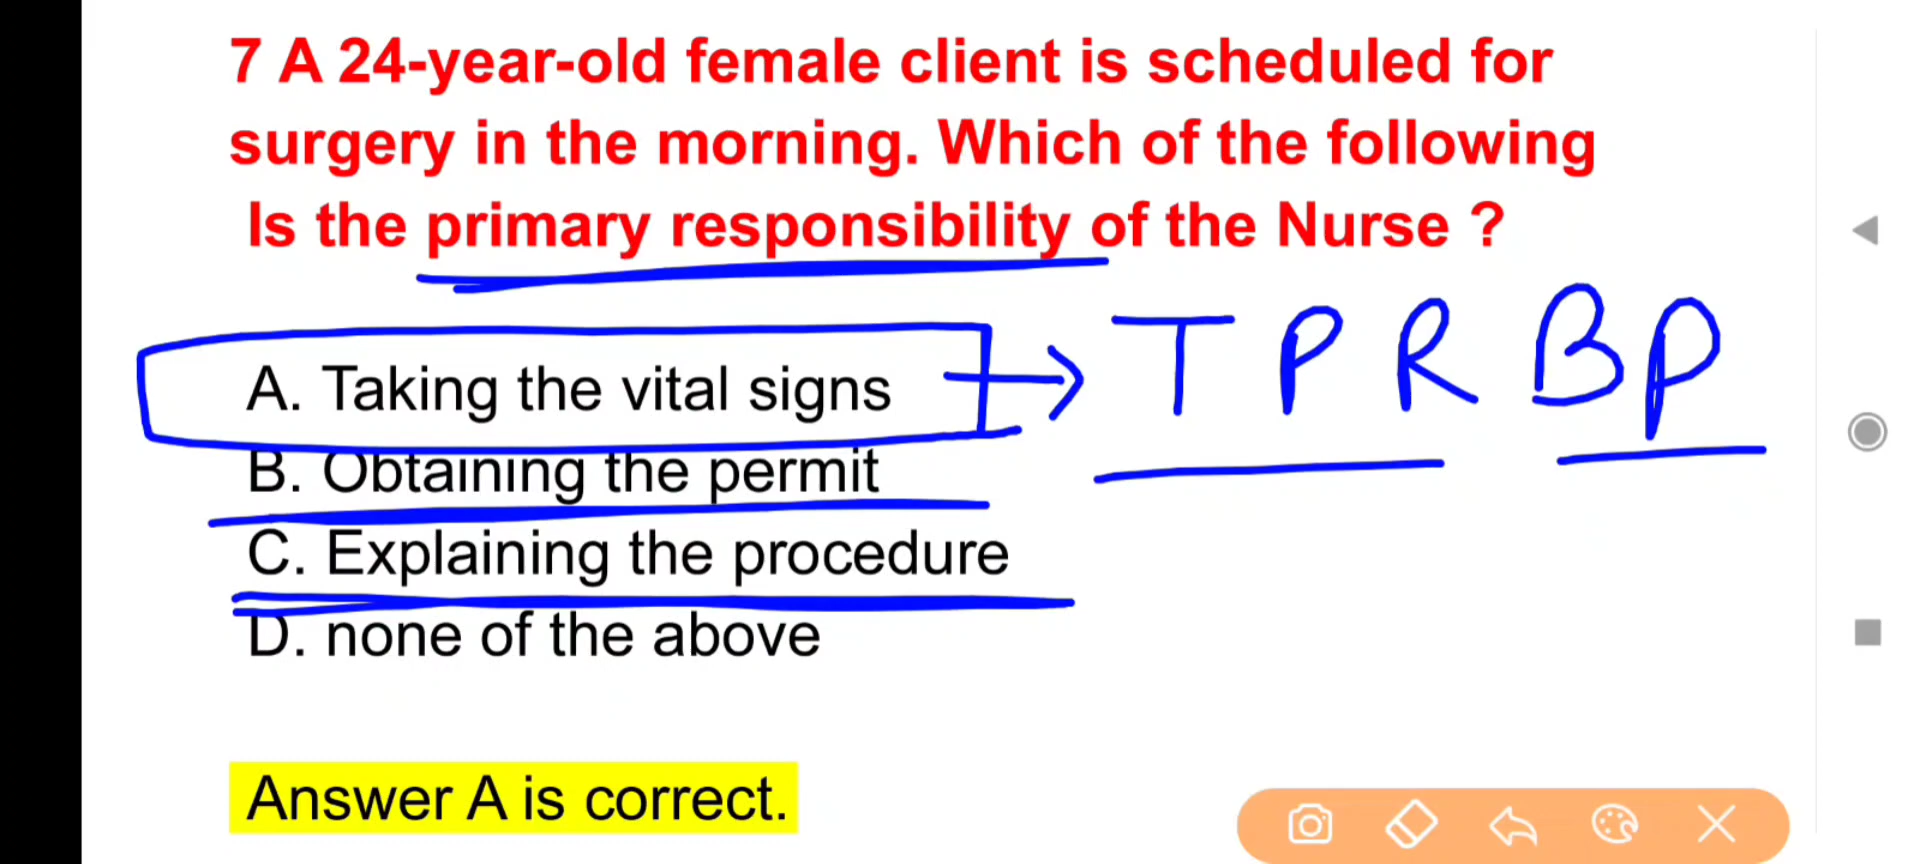 7 A 24-year-old female client is scheduled for
surgery in the morning. Which of the following
Is the primary responsibility of the Nurse ?
A. Taking the vital signs
T P R BP
B. Obtaining the permit
C. Explaining the procedure
D. none of the above
Answer A is correct.